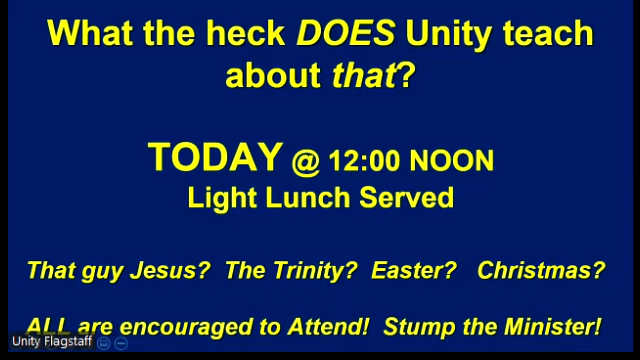 What the heck DOES Unity teach
about that?
TODAY @ 12:00 NOON
Light Lunch Served
That guy Jesus? The Trinity? Easter? Christmas?
ALL are encouraged to Attend! Stump the Minister!
Unity Flagstaff